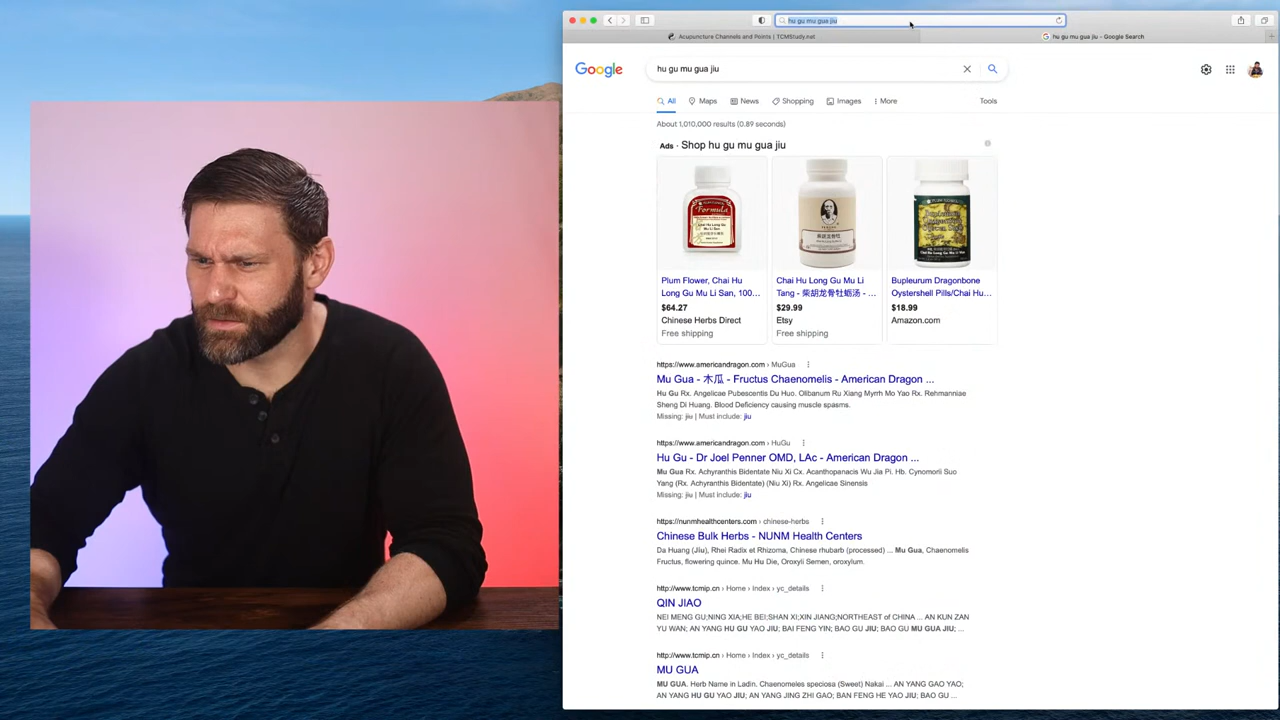 hu gu mu gua jiu
Acupuncture Channels and Points | TCMStudy.net
hu gu mu gua jiu - Google Search
Google
hu gu mu gua jiu
All
Maps
News
Shopping
Images
More
Tools
About 1,010,000 results (0.89 seconds)
Ads · Shop hu gu mu gua jiu
Formula
Plum Flower, Chai Hu
Long Gu Mu Li San, 100...
$64.27
Chinese Herbs Direct
Free shipping
Chai Hu Long Gu Mu Li
Tang - 柴胡龙骨牡蛎汤 - ...
$29.99
Etsy
Free shipping
Bupleurum Dragonbone
Oystershell Pills/Chai Hu...
$18.99
Amazon.com
https://www.americandragon.com › MuGua
Mu Gua - 木瓜 - Fructus Chaenomelis - American Dragon ...
Hu Gu Rx. Angelicae Pubescentis Du Huo. Olibanum Ru Xiang Myrrh Mo Yao Rx. Rehmanniae
Sheng Di Huang. Blood Deficiency causing muscle spasms.
Missing: jiu | Must include: jiu
https://www.americandragon.com › HuGu
Hu Gu - Dr Joel Penner OMD, LAc - American Dragon ...
Mu Gua Rx. Achyranthis Bidentate Niu Xi Cx. Acanthopanacis Wu Jia Pi. Hb. Cynomorii Suo
Yang (Rx. Achyranthis Bidentate) (Niu Xi) Rx. Angelicae Sinensis
Missing: jiu | Must include: jiu
https://nunmhealthcenters.com › chinese-herbs
Chinese Bulk Herbs - NUNM Health Centers
Da Huang (Jiu), Rhei Radix et Rhizoma, Chinese rhubarb (processed) ... Mu Gua, Chaenomelis
Fructus, flowering quince. Mu Hu Die, Oroxyli Semen, oroxylum.
http://www.tcmip.cn › Home › Index › yc_details
QIN JIAO
NEI MENG GU;NING XIA;HE BEI;SHAN XI;XIN JIANG;NORTHEAST of CHINA ... AN KUN ZAN
YU WAN; AN YANG HU GU YAO JIU; BAI FENG YIN; BAO GU JIU; BAO GU MU GUA JIU; ...
http://www.tcmip.cn › Home › Index › yc_details
MU GUA
MU GUA. Herb Name in Ladin. Chaenomeles speciosa (Sweet) Nakai ... AN YANG GAO YAO;
AN YANG HU GU YAO JIU; AN YANG JING ZHI GAO; BAN FENG HE YAO JIU; BAO GU ...